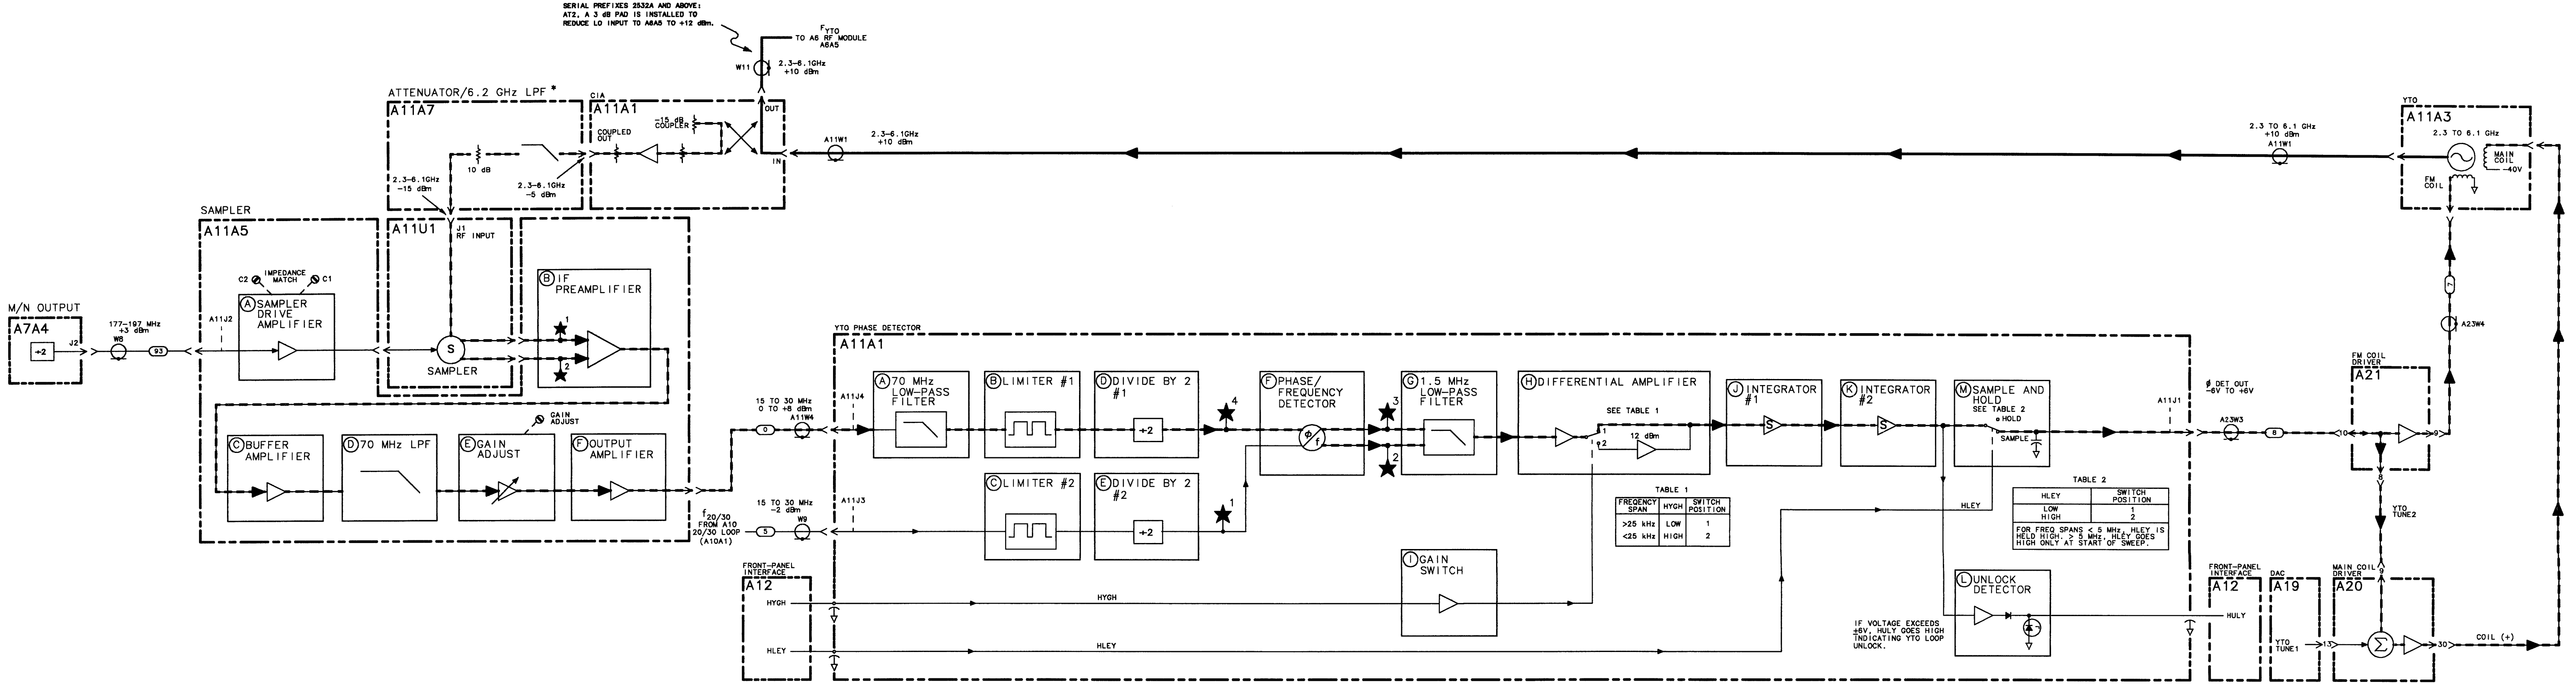 SERIAL PREFIXES 2532A AND ABOVE:
AT2, A 3 dB PAD IS INSTALLED TO
REDUCE LO INPUT TO A6A5 TO +12 dBm.
FYTO
TO A6 RF MODULE
A6A5
W11
2.3-6.1GHz
+10 dBm
ATTENUATOR/6.2 GHz LPF *
A11A7
10 dB
2.3-6.1GHz
-15 dBm
2.3-6.1GHz
-5 dBm
CIA
A11A1
OUT
COUPLED
OUT
-15 dB
COUPLER
IN
A11W1
2.3-6.1GHz
+10 dBm
2.3 TO 6.1 GHz
+10 dBm
A11W1
YTO
A11A3
2.3 TO 6.1 GHz
MAIN
COIL
-40V
FM
COIL
SAMPLER
A11A5
A11U1
J1
RF INPUT
C2
IMPEDANCE
MATCH
C1
A SAMPLER
DRIVE
AMPLIFIER
S
SAMPLER
B IF
PREAMPLIFIER
1
2
M/N OUTPUT
A7A4
÷2
J2
177-197 MHz
+3 dBm
W8
93
A11J2
C BUFFER
AMPLIFIER
D 70 MHz LPF
E GAIN
ADJUST
GAIN
ADJUST
F OUTPUT
AMPLIFIER
15 TO 30 MHz
0 TO +8 dBm
A11W4
0
A11J4
15 TO 30 MHz
-2 dBm
W9
5
A11J3
f20/30
FROM A10
20/30 LOOP
(A10A1)
YTO PHASE DETECTOR
A11A1
A 70 MHz
LOW-PASS
FILTER
B LIMITER #1
D DIVIDE BY 2
#1
÷2
4
C LIMITER #2
E DIVIDE BY 2
#2
÷2
1
F PHASE/
FREQUENCY
DETECTOR
ø
f
3
2
G 1.5 MHz
LOW-PASS
FILTER
H DIFFERENTIAL AMPLIFIER
SEE TABLE 1
1
2
12 dBm
J INTEGRATOR
#1
S
K INTEGRATOR
#2
S
M SAMPLE AND
HOLD
SEE TABLE 2
HOLD
SAMPLE
A11J1
Ø DET OUT
-6V TO +6V
A23W3
8
TABLE 1
FREQENCY SPAN HYGH SWITCH POSITION
>25 kHz LOW 1
<25 kHz HIGH 2
TABLE 2
HLEY SWITCH POSITION
LOW 1
HIGH 2
FOR FREQ SPANS < 5 MHz, HLEY IS
HELD HIGH. > 5 MHz, HLEY GOES
HIGH ONLY AT START OF SWEEP.
HLEY
I GAIN
SWITCH
L UNLOCK
DETECTOR
IF VOLTAGE EXCEEDS
±6V, HULY GOES HIGH
INDICATING YTO LOOP
UNLOCK.
FRONT-PANEL
INTERFACE
A12
HYGH
HYGH
HLEY
HLEY
FM COIL
DRIVER
A21
10
9
8
7
A23W4
YTO
TUNE2
FRONT-PANEL
INTERFACE
A12
HULY
DAC
A19
YTO
TUNE1
13
MAIN COIL
DRIVER
A20
9
Σ
30
COIL (+)